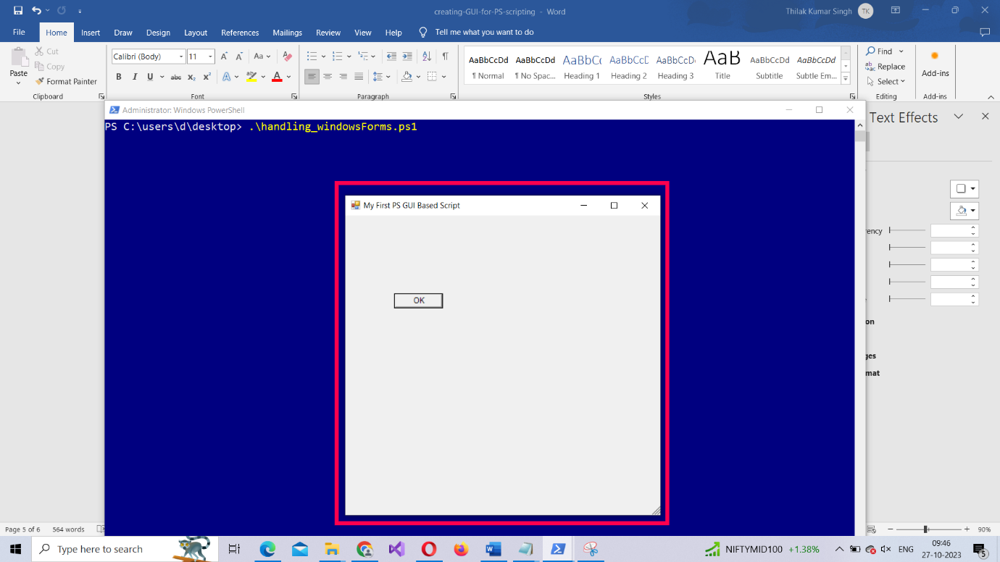 creating-GUI-for-PS-scripting - Word
Thilak Kumar Singh TK
File Home Insert Draw Design Layout References Mailings Review View Help Tell me what you want to do
Paste
Cut
Copy
Format Painter
Clipboard
Calibri (Body) 11 A A Aa A
B I U abc X₂ X² A ab A
Font
Paragraph
AaBbCcDd AaBbCcDd AaBbCc AaBbCcD AaBbCcD AaB AaBbCcDd AaBbCcDd
¶ Normal ¶ No Spac... Heading 1 Heading 2 Heading 3 Title Subtitle Subtle Em...
Styles
Find
Replace
Select
Editing
Add-ins
Add-ins
Administrator: Windows PowerShell
PS C:\users\d\desktop> .\handling_windowsForms.ps1
My First PS GUI Based Script
OK
Text Effects
rency
on
ges
mat
Page 5 of 6 564 words
90%
Type here to search
NIFTYMID100 +1.38%
ENG
09:46
27-10-2023
5